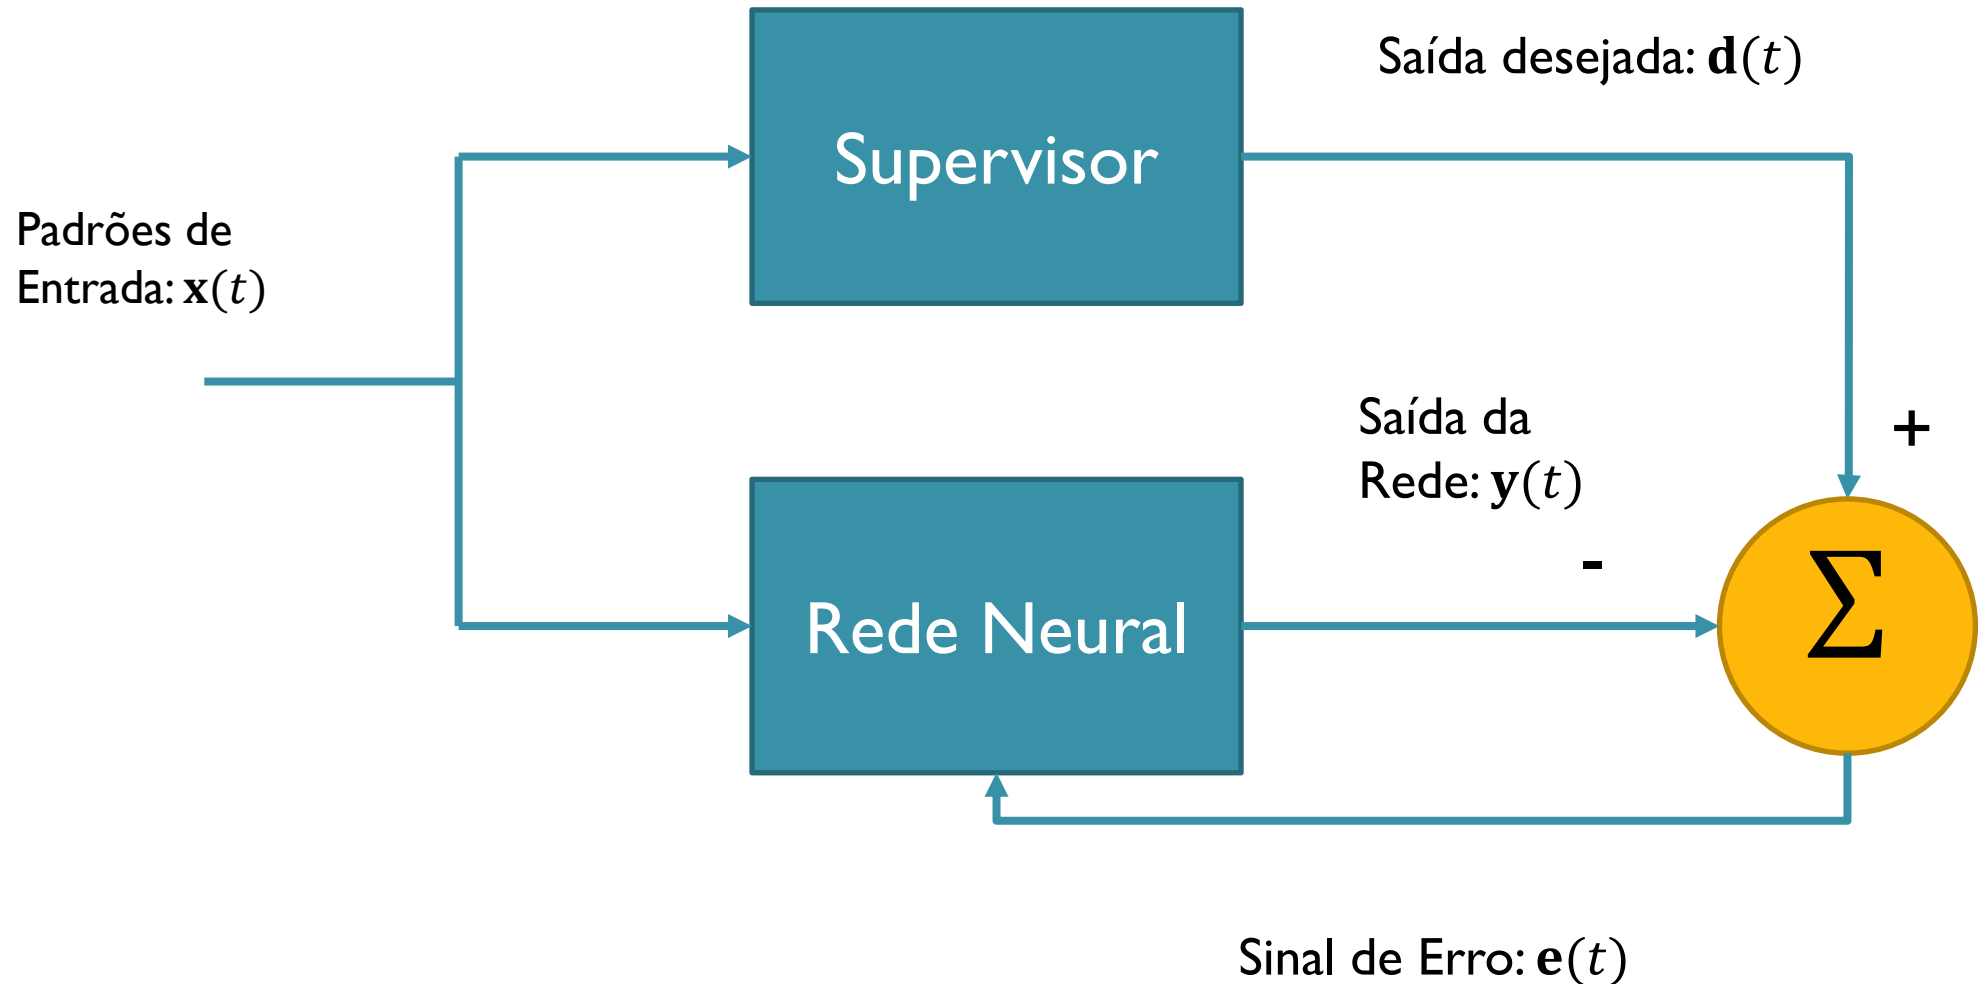 Saída desejada: d(t)
Supervisor
Padrões de
Entrada: x(t)
Saída da
Rede: y(t)
+
-
Σ
Rede Neural
Sinal de Erro: e(t)